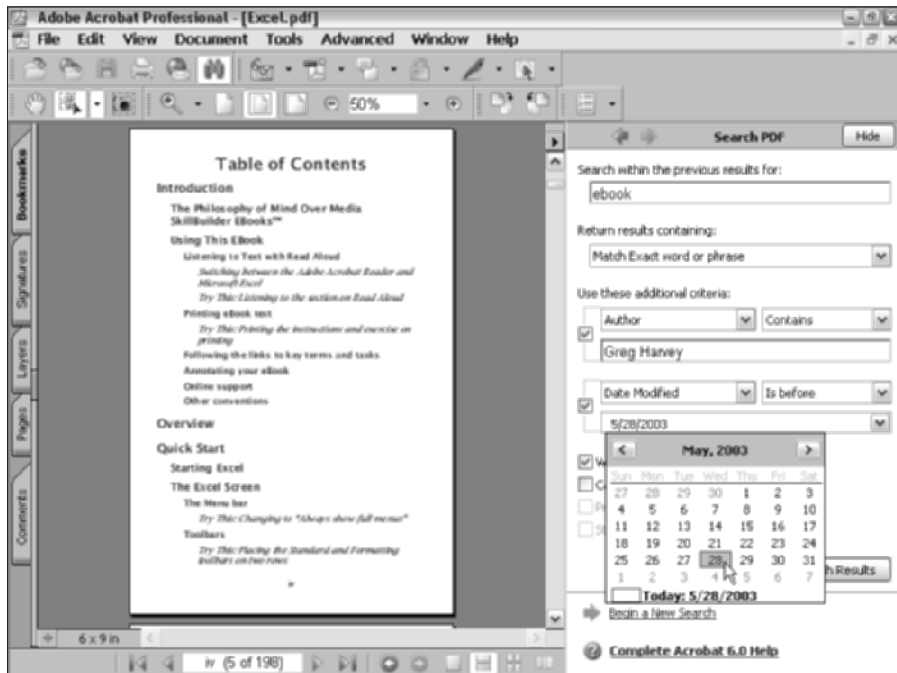 Adobe Acrobat Professional - [Excel.pdf]
File Edit View Document Tools Advanced Window Help
50%
Bookmarks
Signatures
Layers
Pages
Comments
Table of Contents
Introduction
The Philosophy of Mind Over Media
SkillBuilder EBooks™
Using This EBook
Listening to Text with Read Aloud
Switching between the Adobe Acrobat Reader and
Microsoft Excel
Try This: Listening to the section on Read Aloud
Printing eBook text
Try This: Printing the instructions and exercise on
printing
Following the links to key terms and tasks
Annotating your eBook
Online support
Other conventions
Overview
Quick Start
Starting Excel
The Excel Screen
The Menu bar
Try This: Changing to "Always show full menus"
Toolbars
Try This: Placing the Standard and Formatting
toolbars on two rows
iv
6 x 9 in
iv (5 of 198)
Search PDF Hide
Search within the previous results for:
ebook
Return results containing:
Match Exact word or phrase
Use these additional criteria:
Author Contains
Greg Harvey
Date Modified Is before
5/28/2003
May, 2003
Sun Mon Tue Wed Thu Fri Sat
27 28 29 30 1 2 3
4 5 6 7 8 9 10
11 12 13 14 15 16 17
18 19 20 21 22 23 24
25 26 27 28 29 30 31
1 2 3 4 5 6 7
Today: 5/28/2003
Results
Begin a New Search
Complete Acrobat 6.0 Help